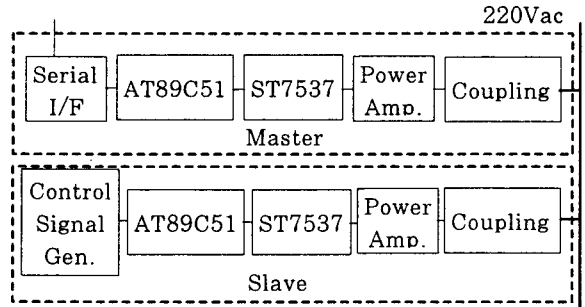 220Vac
Serial I/F
AT89C51
ST7537
Power Amp.
Coupling
Master
Control Signal Gen.
AT89C51
ST7537
Power Amp.
Coupling
Slave